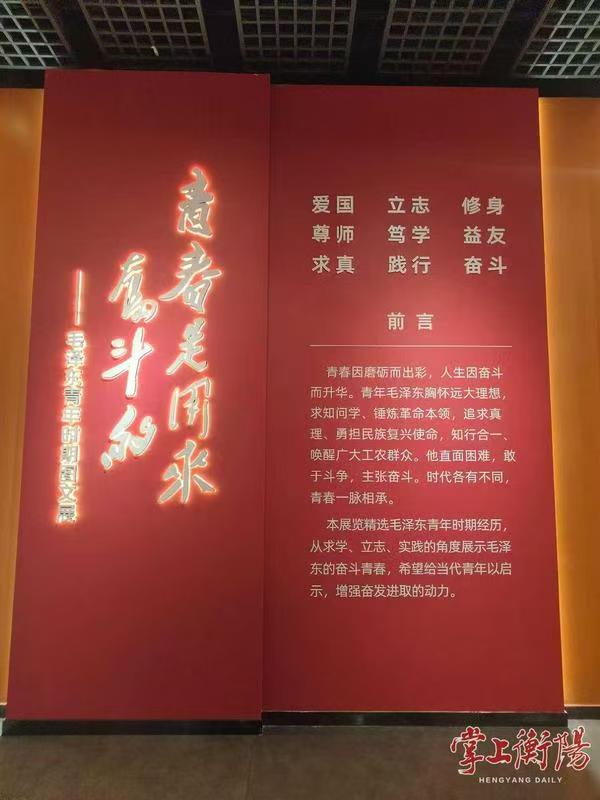 青春是用來
奮斗的
——毛泽东青年时期图文展
爱国 立志 修身
尊师 笃学 益友
求真 践行 奋斗
前言
青春因磨砺而出彩，人生因奋斗
而升华。青年毛泽东胸怀远大理想，
求知问学、锤炼革命本领，追求真
理、勇担民族复兴使命，知行合一、
唤醒广大工农群众。他直面困难，敢
于斗争，主张奋斗。时代各有不同，
青春一脉相承。
本展览精选毛泽东青年时期经历，
从求学、立志、实践的角度展示毛泽
东的奋斗青春，希望给当代青年以启
示，增强奋发进取的动力。
掌上衡陽
HENGYANG DAILY